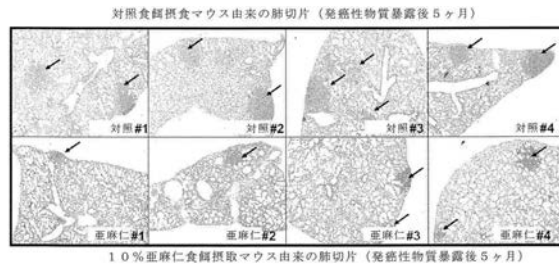 対照食餌摂食マウス由来の肺切片（発癌性物質暴露後５ヶ月）
対照#1
対照#2
対照#3
対照#4
亜麻仁#1
亜麻仁#2
亜麻仁#3
亜麻仁#4
１０％亜麻仁食餌摂取マウス由来の肺切片（発癌性物質暴露後５ヶ月）